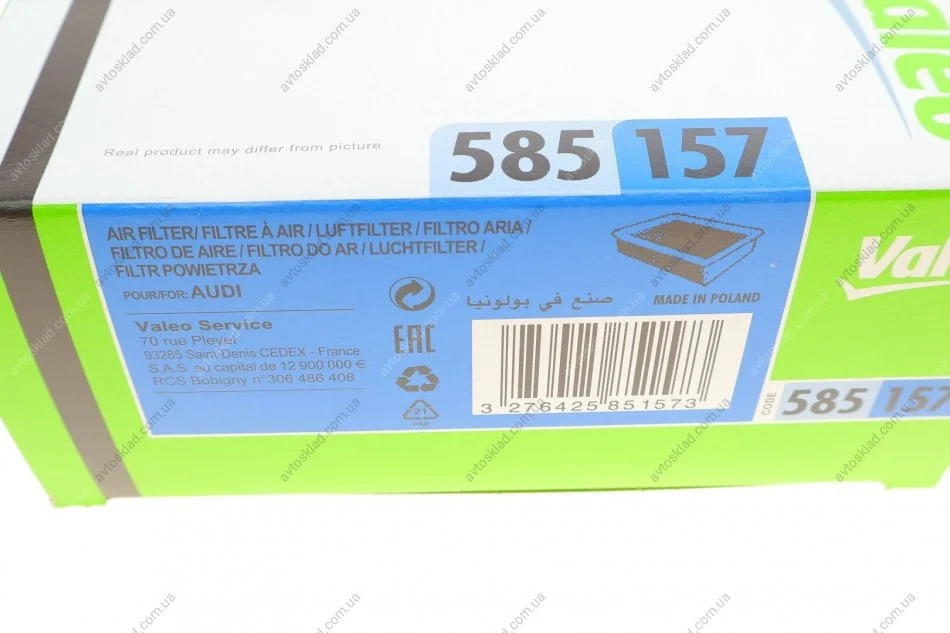 Valeo
Real product may differ from picture
585 157
AIR FILTER/ FILTRE À AIR / LUFTFILTER / FILTRO ARIA /
FILTRO DE AIRE / FILTRO DO AR / LUCHTFILTER /
FILTR POWIETRZA
POUR/FOR: AUDI
Valeo Service
70 rue Pleyel
93285 Saint-Denis CEDEX - France
S.A.S. au capital de 12 900 000 €
RCS Bobigny n° 306 486 408
EAC
21
PAP
صنع في بولونيا
MADE IN POLAND
3 276425 851573
Val
CODE 585 157
avtosklad.com.ua